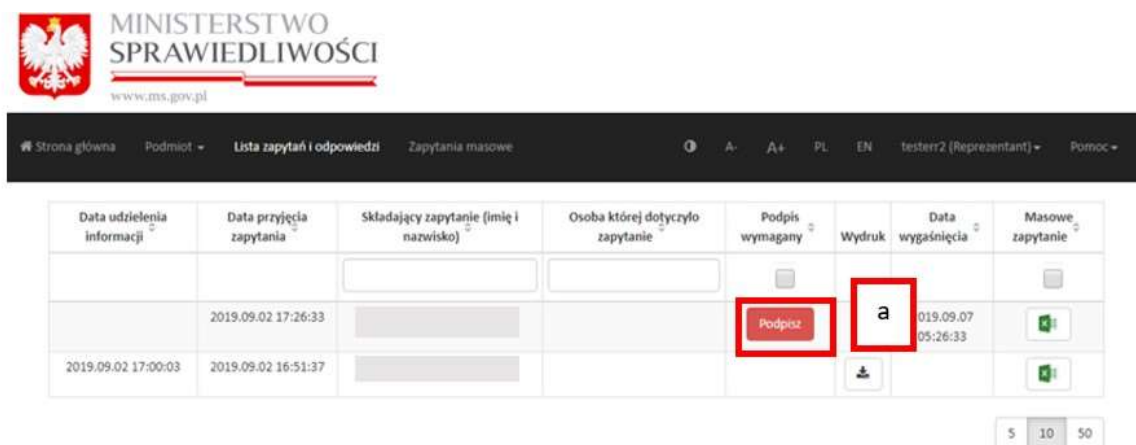 MINISTERSTWO
SPRAWIEDLIWOŚCI
www.ms.gov.pl
Strona główna Podmiot Lista zapytań i odpowiedzi Zapytania masowe A- A+ PL EN testerr2 (Reprezentant) Pomoc
Data udzielenia informacji Data przyjęcia zapytania Składający zapytanie (imię i nazwisko) Osoba której dotyczyło zapytanie Podpis wymagany Wydruk Data wygaśnięcia Masowe zapytanie
2019.09.02 17:26:33 Podpisz a 019.09.07
05:26:33
2019.09.02 17:00:03 2019.09.02 16:51:37
5 10 50